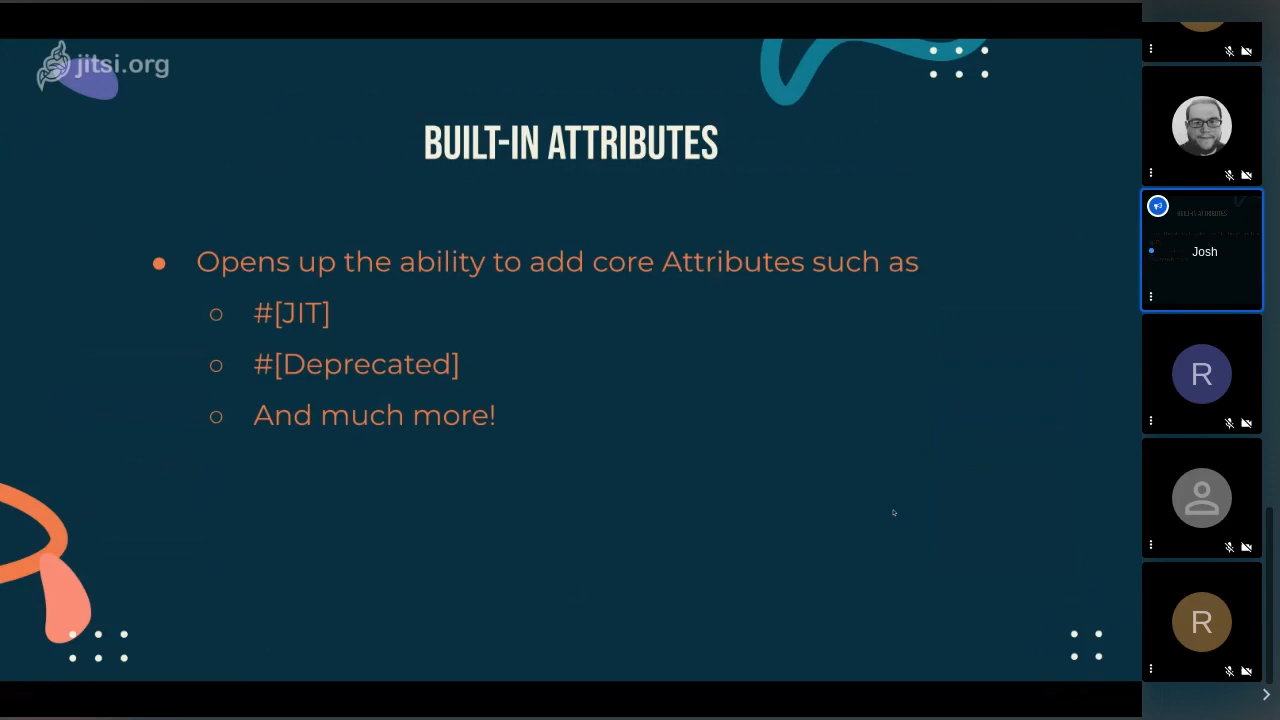 jitsi.org
BUILT-IN ATTRIBUTES
Opens up the ability to add core Attributes such as
#[JIT]
#[Deprecated]
And much more!
Josh
R
R